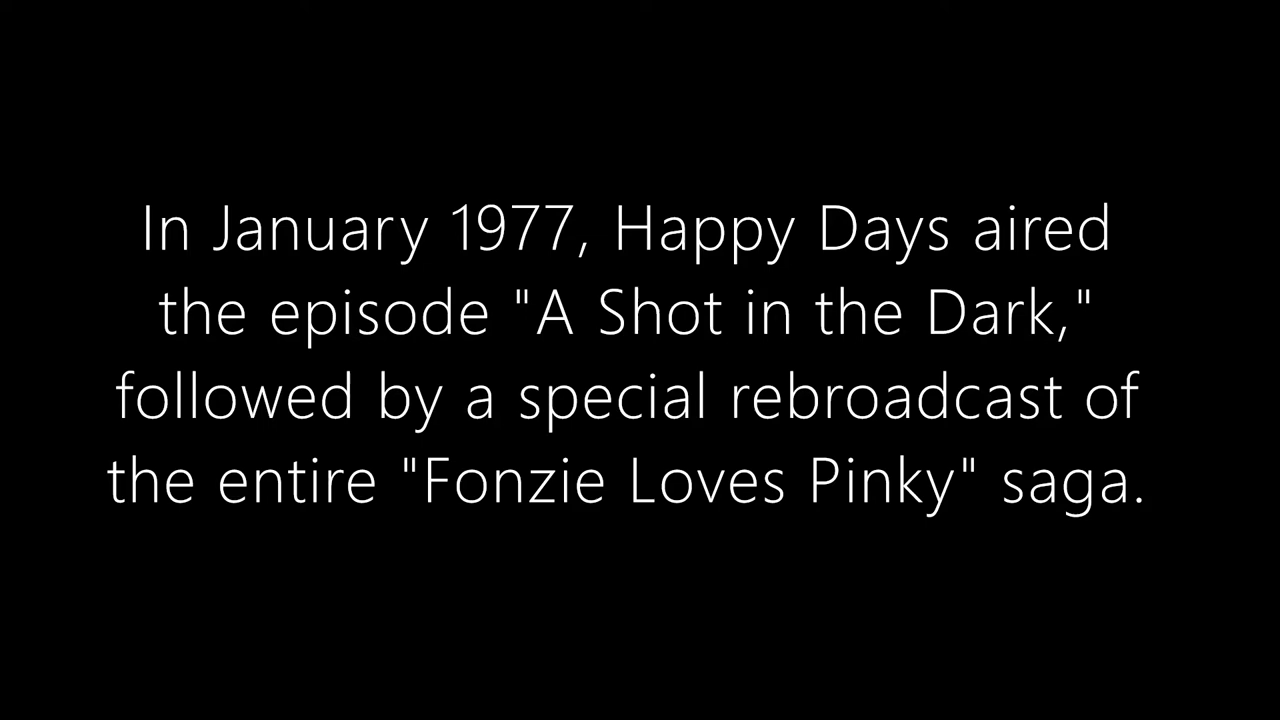 In January 1977, Happy Days aired
the episode "A Shot in the Dark,"
followed by a special rebroadcast of
the entire "Fonzie Loves Pinky" saga.